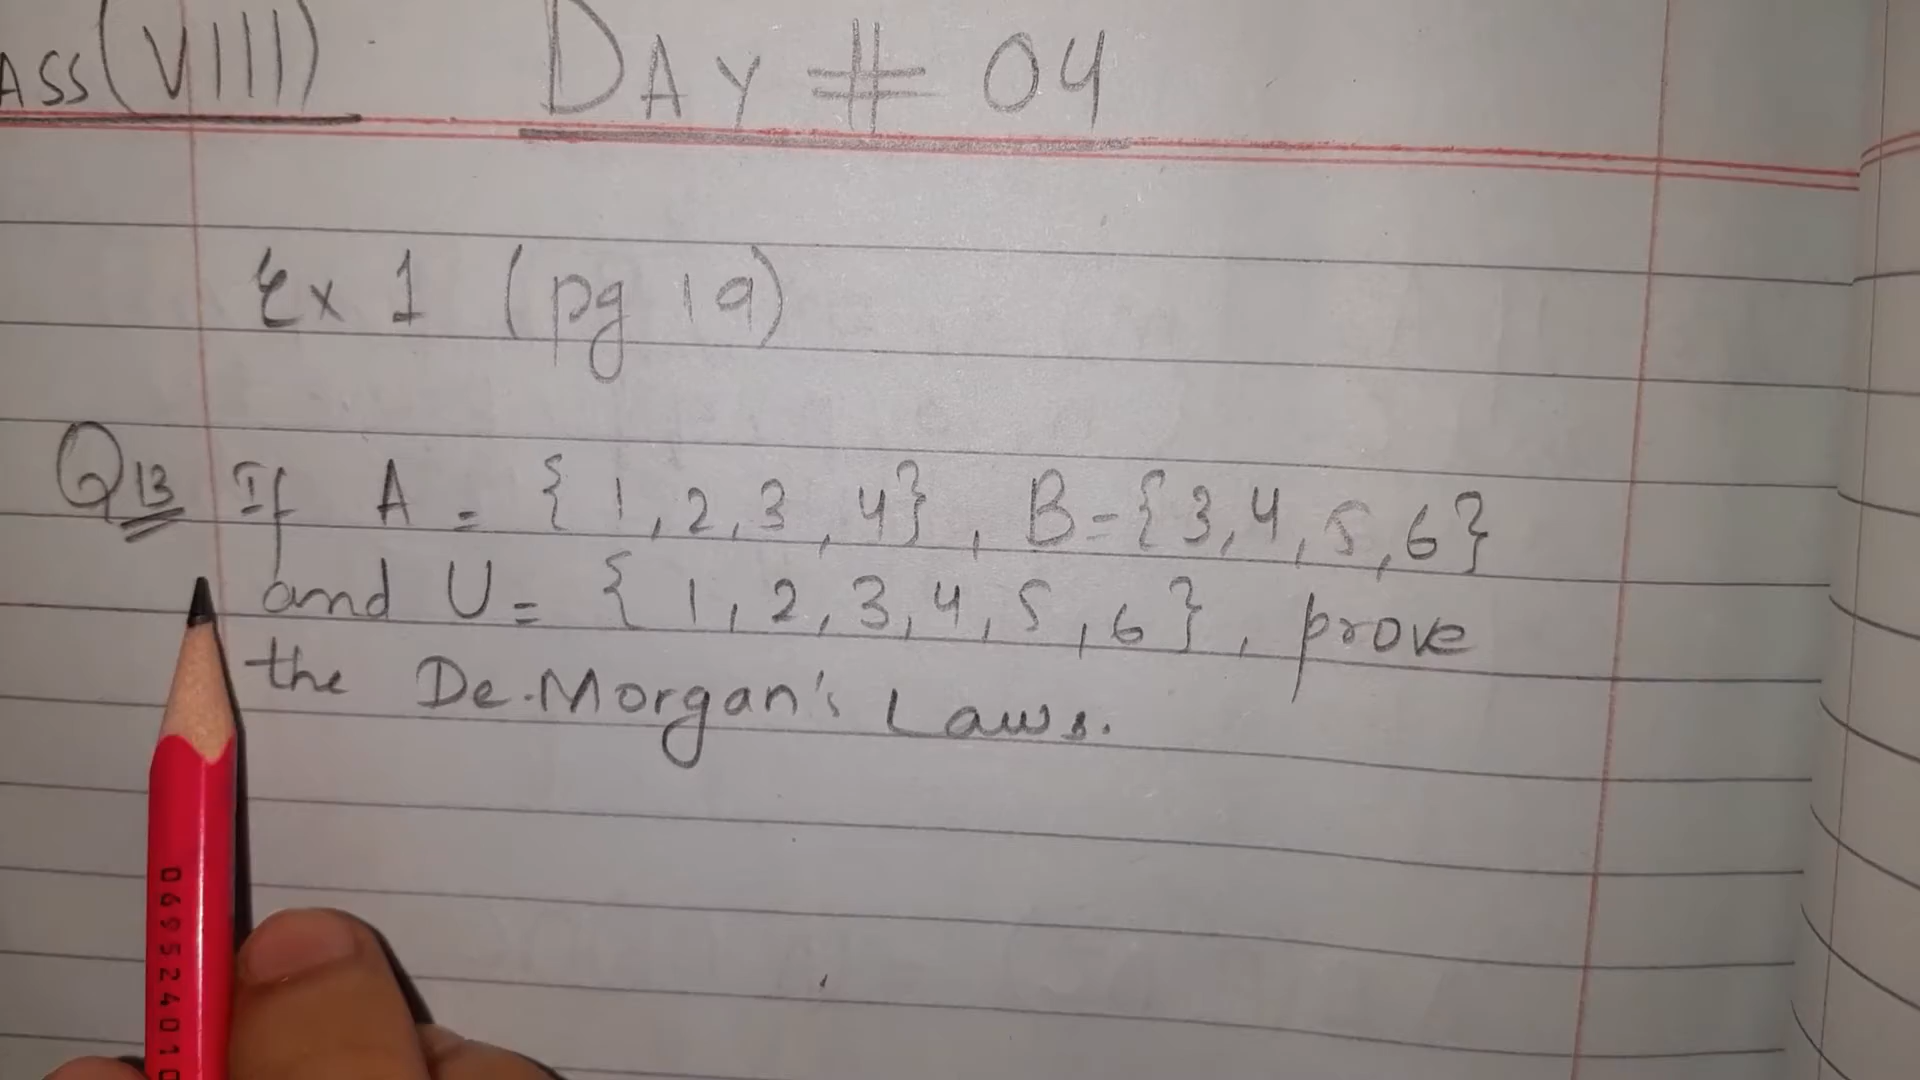 ASS (VIII) DAY # 04
Ex 1 (pg 19)
Q13 If A = { 1, 2, 3, 4}, B={3, 4, 5, 6}
and U = { 1, 2, 3, 4, 5, 6 }, prove
the De-Morgan's Laws.
069524010